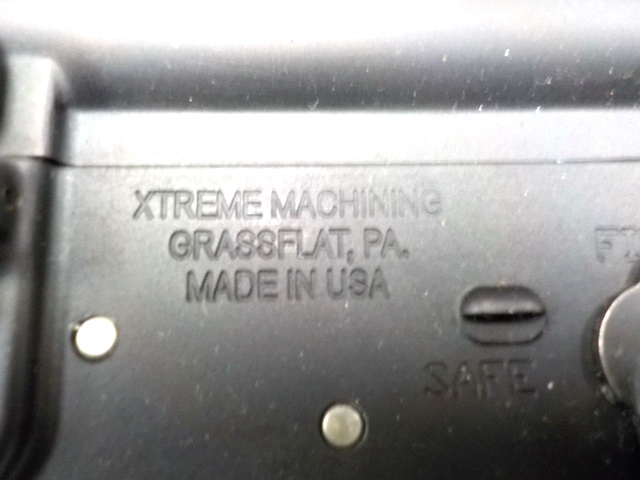 XTREME MACHINING
GRASSFLAT, PA.
MADE IN USA
SAFE